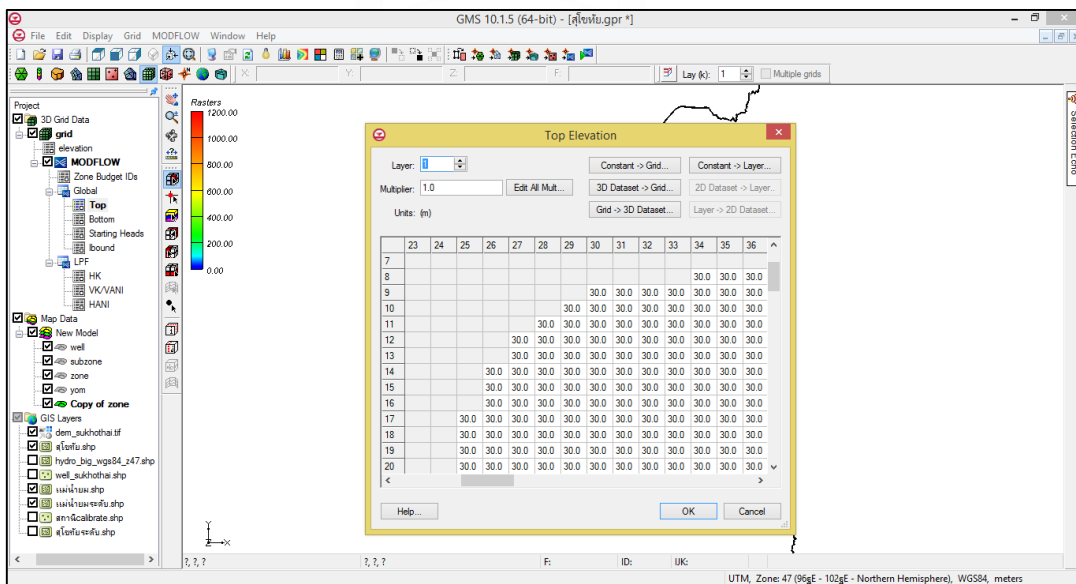 GMS 10.1.5 (64-bit) - [สุโขทัย.gpr *]
File Edit Display Grid MODFLOW Window Help
X: Y: Z: F: Lay (k): 1 Multiple grids
Project
3D Grid Data
grid
elevation
MODFLOW
Zone Budget IDs
Global
Top
Bottom
Starting Heads
Ibound
LPF
HK
VK/VANI
HANI
Map Data
New Model
well
subzone
zone
yom
Copy of zone
GIS Layers
dem_sukhothai.tif
สุโขทัย.shp
hydro_big_wgs84_z47.shp
well_sukhothai.shp
แม่น้ำยม.shp
แม่น้ำยมระดับ.shp
สถานีcalibrate.shp
สุโขทัยระดับ.shp
Rasters
1200.00
1000.00
800.00
600.00
400.00
200.00
0.00
Top Elevation
Layer: 1
Constant -> Grid... Constant -> Layer...
Multiplier: 1.0 Edit All Mult... 3D Dataset -> Grid... 2D Dataset -> Layer..
Units: (m) Grid -> 3D Dataset... Layer -> 2D Dataset...
23 24 25 26 27 28 29 30 31 32 33 34 35 36
7
8 30.0 30.0 30.0
9 30.0 30.0 30.0 30.0 30.0 30.0 30.0
10 30.0 30.0 30.0 30.0 30.0 30.0 30.0 30.0
11 30.0 30.0 30.0 30.0 30.0 30.0 30.0 30.0 30.0
12 30.0 30.0 30.0 30.0 30.0 30.0 30.0 30.0 30.0 30.0
13 30.0 30.0 30.0 30.0 30.0 30.0 30.0 30.0 30.0 30.0
14 30.0 30.0 30.0 30.0 30.0 30.0 30.0 30.0 30.0 30.0 30.0
15 30.0 30.0 30.0 30.0 30.0 30.0 30.0 30.0 30.0 30.0 30.0
16 30.0 30.0 30.0 30.0 30.0 30.0 30.0 30.0 30.0 30.0 30.0
17 30.0 30.0 30.0 30.0 30.0 30.0 30.0 30.0 30.0 30.0 30.0 30.0
18 30.0 30.0 30.0 30.0 30.0 30.0 30.0 30.0 30.0 30.0 30.0 30.0
19 30.0 30.0 30.0 30.0 30.0 30.0 30.0 30.0 30.0 30.0 30.0 30.0
20 30.0 30.0 30.0 30.0 30.0 30.0 30.0 30.0 30.0 30.0 30.0 30.0
Help... OK Cancel
Selection Echo
Y
Z X
?, ?, ? ?, ?, ? F: ID: IJK:
UTM, Zone: 47 (96şE - 102şE - Northern Hemisphere), WGS84, meters